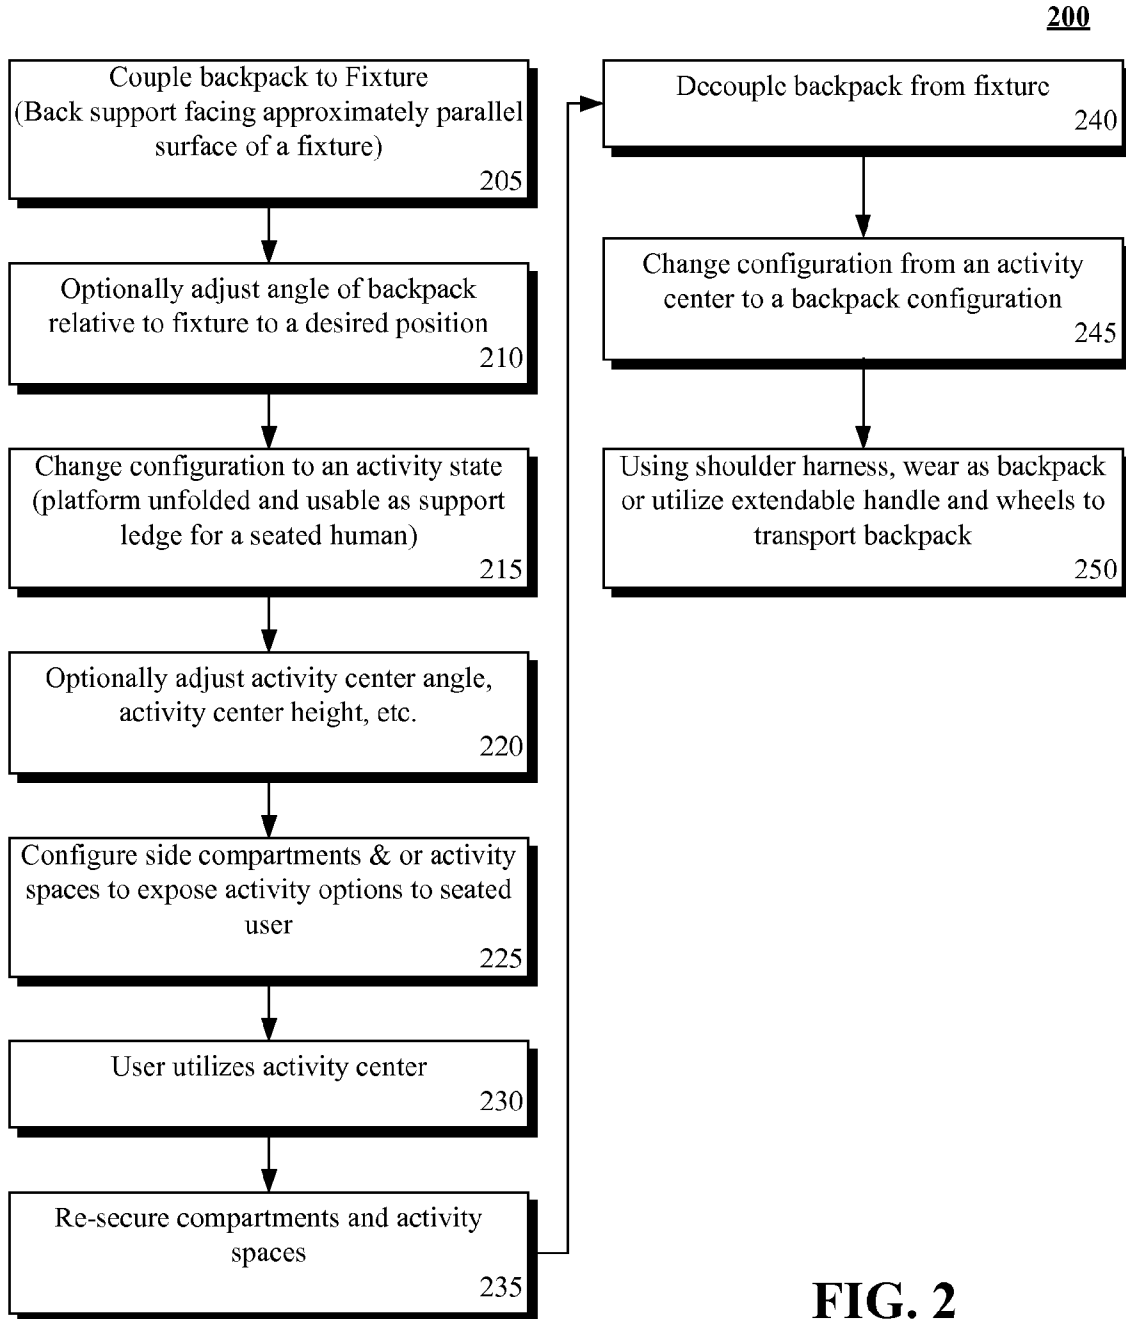 200
Couple backpack to Fixture
(Back support facing approximately parallel
surface of a fixture)
205
Optionally adjust angle of backpack
relative to fixture to a desired position
210
Change configuration to an activity state
(platform unfolded and usable as support
ledge for a seated human)
215
Optionally adjust activity center angle,
activity center height, etc.
220
Configure side compartments & or activity
spaces to expose activity options to seated
user
225
User utilizes activity center
230
Re-secure compartments and activity
spaces
235
Decouple backpack from fixture
240
Change configuration from an activity
center to a backpack configuration
245
Using shoulder harness, wear as backpack
or utilize extendable handle and wheels to
transport backpack
250
FIG. 2